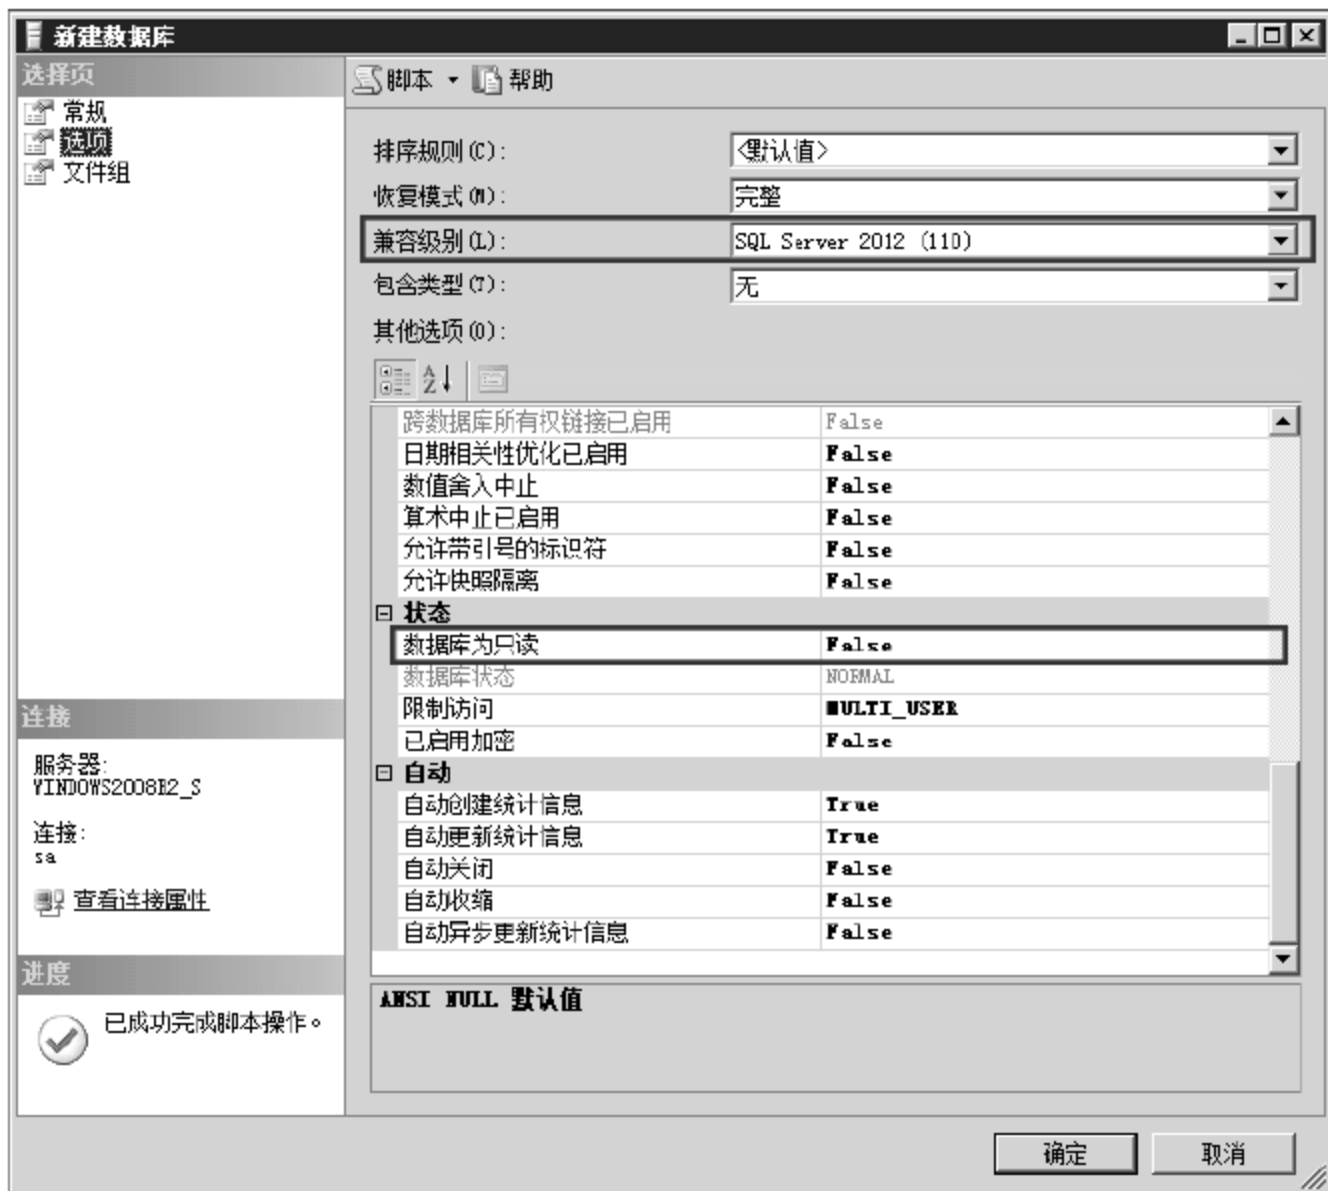 新建数据库
选择页
常规
选项
文件组
脚本 帮助
排序规则(C): <默认值>
恢复模式(M): 完整
兼容级别(L): SQL Server 2012 (110)
包含类型(T): 无
其他选项(O):
跨数据库所有权链接已启用 False
日期相关性优化已启用 False
数值舍入中止 False
算术中止已启用 False
允许带引号的标识符 False
允许快照隔离 False
状态
数据库为只读 False
数据库状态 NORMAL
限制访问 MULTI_USER
已启用加密 False
自动
自动创建统计信息 True
自动更新统计信息 True
自动关闭 False
自动收缩 False
自动异步更新统计信息 False
ANSI NULL 默认值
连接
服务器:
WINDOWS2008R2_S
连接:
sa
查看连接属性
进度
已成功完成脚本操作。
确定 取消